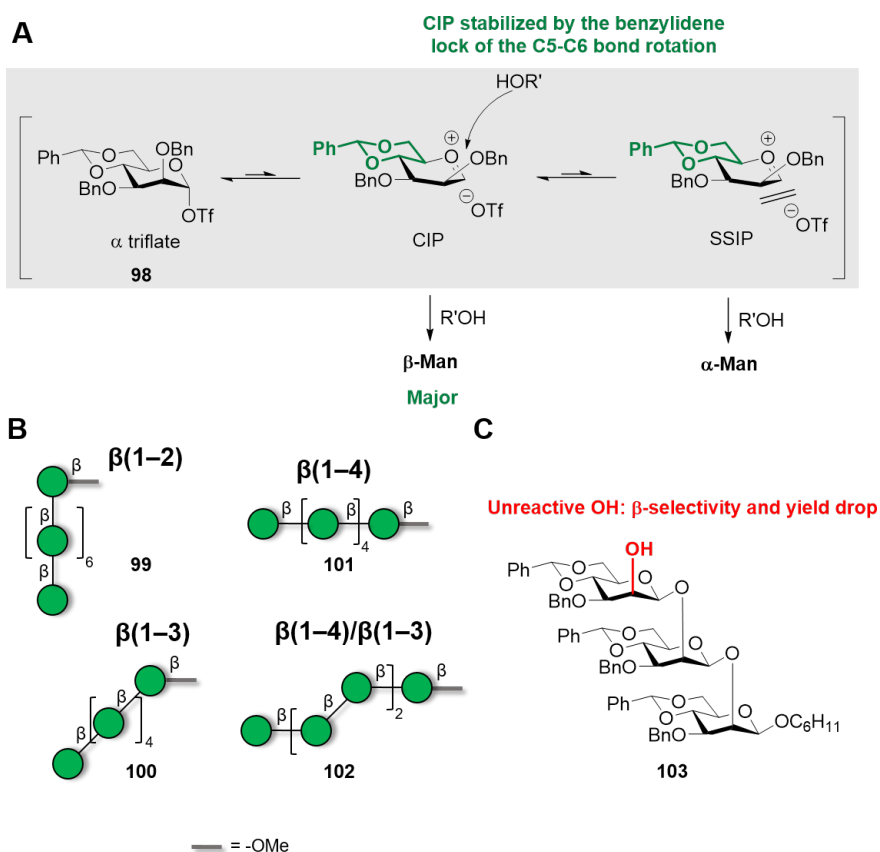 A
CIP stabilized by the benzylidene
lock of the C5-C6 bond rotation
HOR'
Ph O O OBn O
BnO
OTf
α triflate
98
Ph O O ⊕ O OBn
BnO
⊖ OTf
CIP
Ph O O ⊕ O OBn
BnO
⊖ OTf
SSIP
R'OH
β-Man
Major
R'OH
α-Man
B
β(1–2)
β
β
6
β
99
β(1–4)
β β β
4
101
β(1–3)
β
β
β
4
100
β(1–4)/β(1–3)
β β β β
2
102
= -OMe
C
Unreactive OH: β-selectivity and yield drop
OH
Ph O O O
BnO O
Ph O O O
BnO O
Ph O O O
BnO OC6H11
103